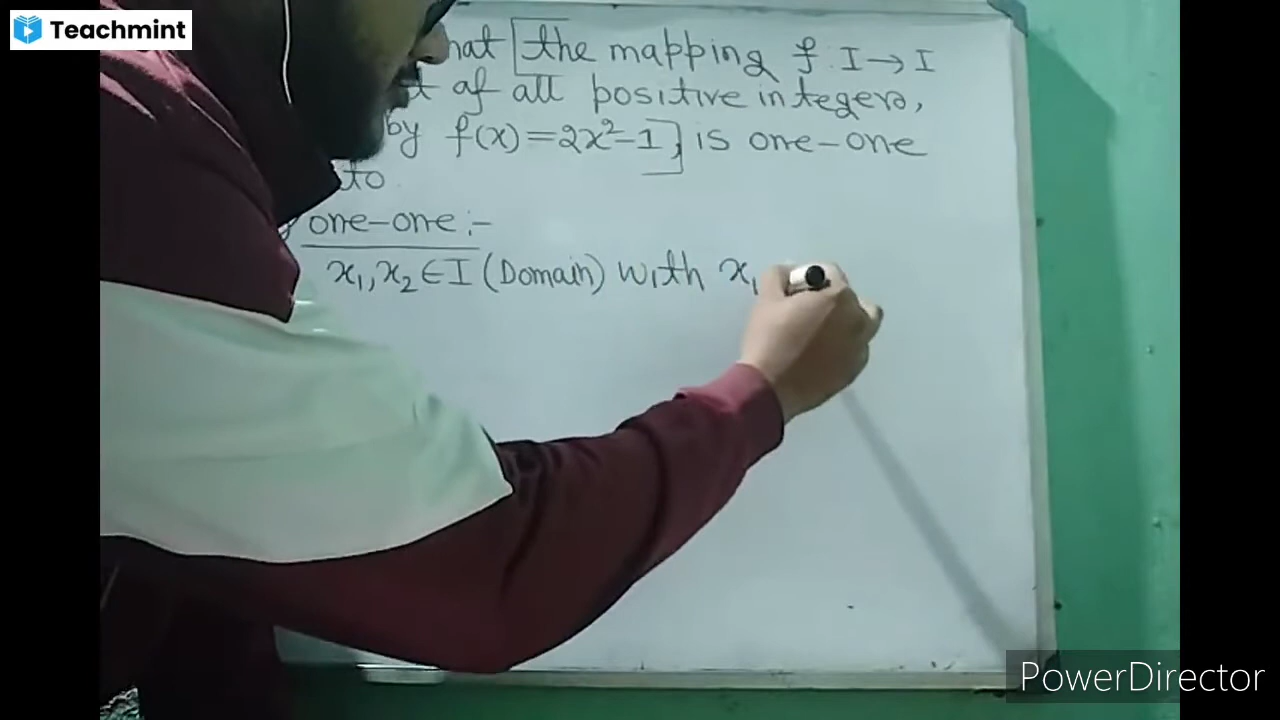 Teachmint
the mapping f: I → I
of all positive integers,
by f(x)=2x²-1], is one-one
to
one-one:-
x₁,x₂ ∈ I (Domain) with x₁
PowerDirector